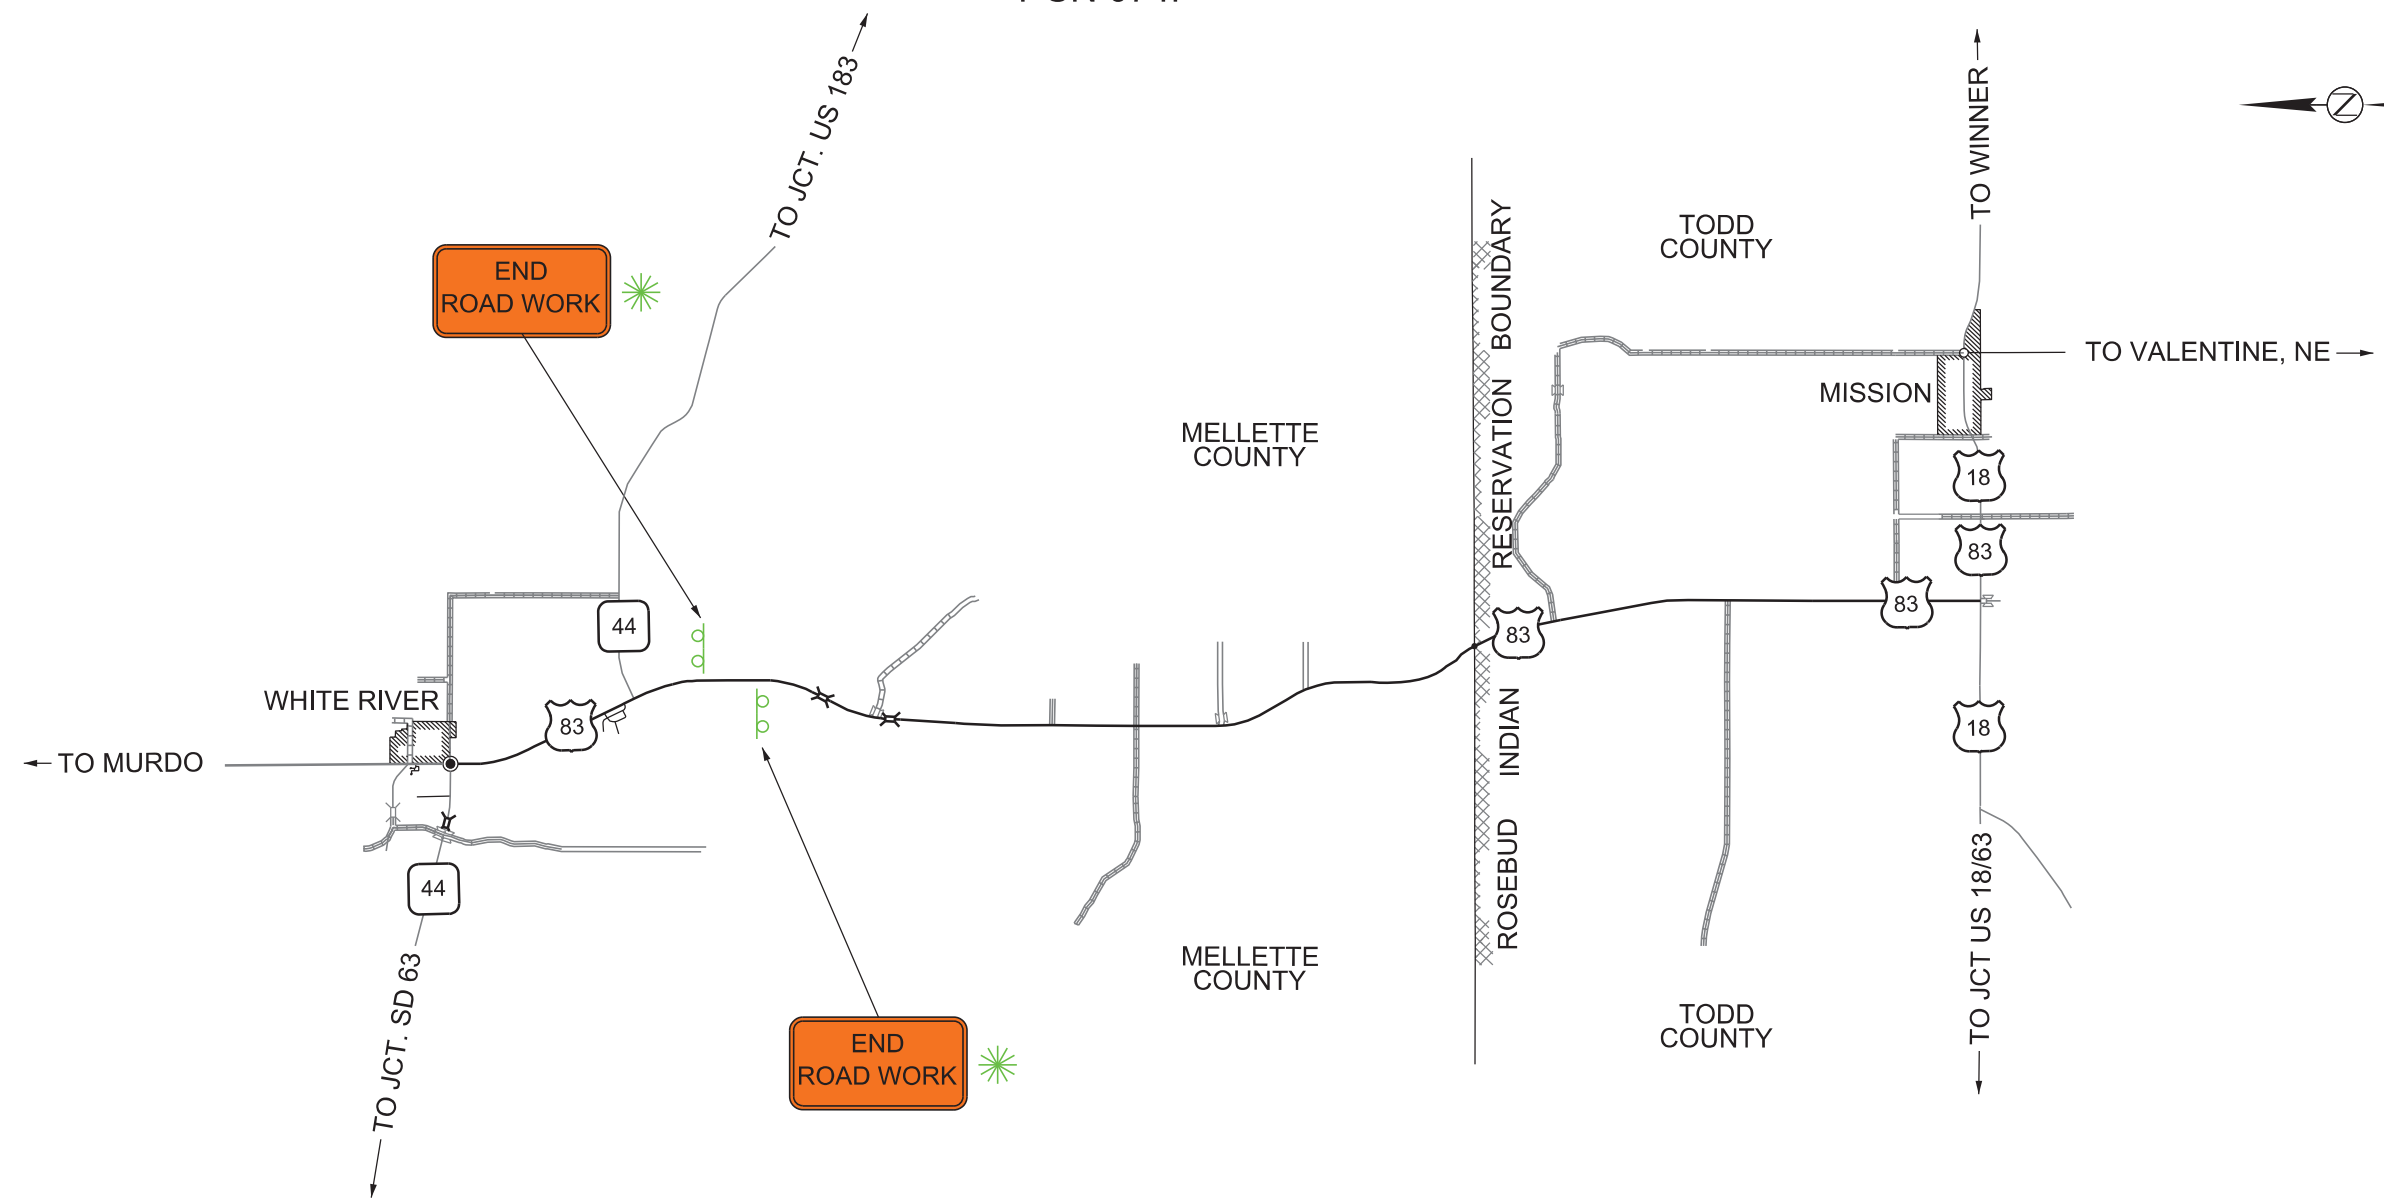 TO JCT. US 183
TO WINNER
N
END
ROAD WORK
TODD
COUNTY
TO VALENTINE, NE
MISSION
MELLETTE
COUNTY
18
83
83
83
44
WHITE RIVER
83
18
TO MURDO
ROSEBUD INDIAN RESERVATION BOUNDARY
44
TO JCT. SD 63
MELLETTE
COUNTY
TODD
COUNTY
TO JCT US 18/63
END
ROAD WORK